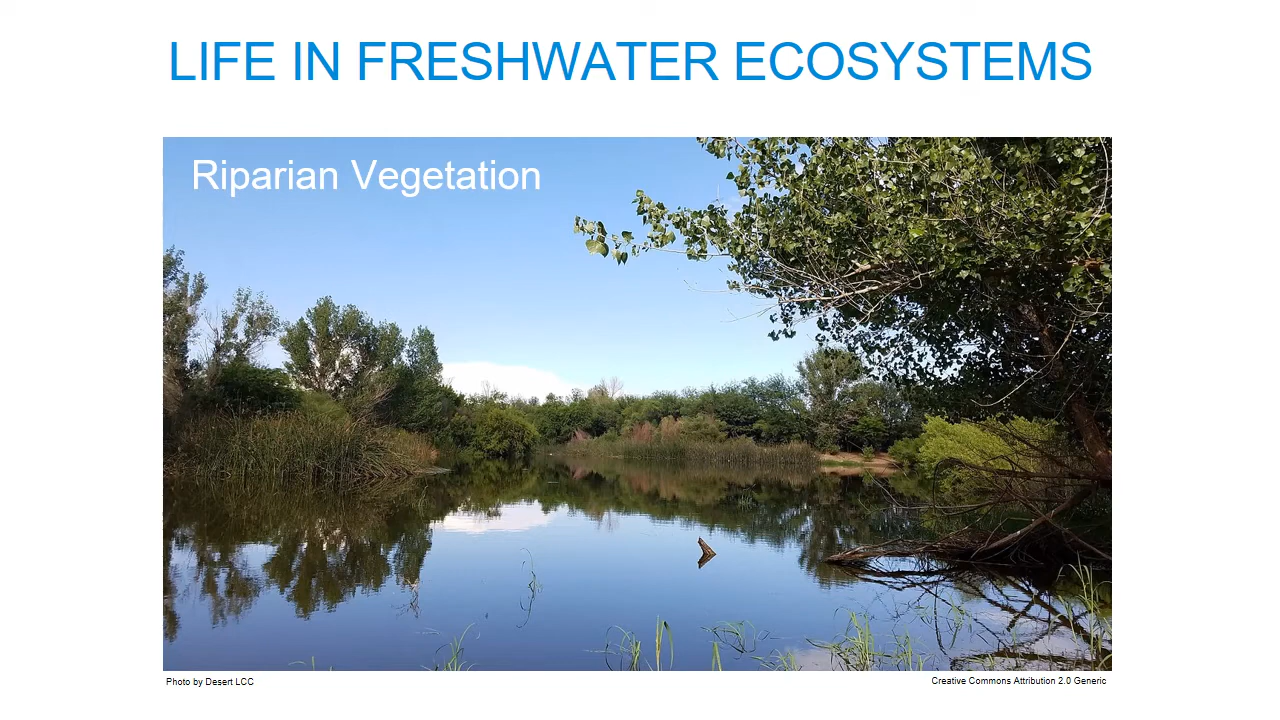 LIFE IN FRESHWATER ECOSYSTEMS
Riparian Vegetation
Photo by Desert LCC
Creative Commons Attribution 2.0 Generic